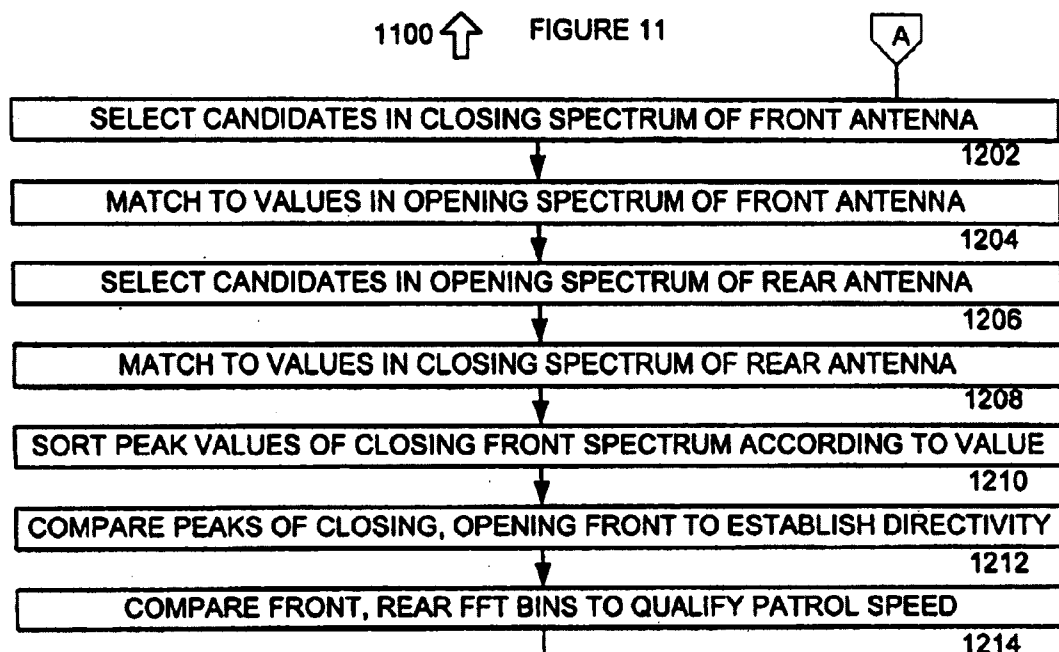 1100 FIGURE 11 A
SELECT CANDIDATES IN CLOSING SPECTRUM OF FRONT ANTENNA
1202
MATCH TO VALUES IN OPENING SPECTRUM OF FRONT ANTENNA
1204
SELECT CANDIDATES IN OPENING SPECTRUM OF REAR ANTENNA
1206
MATCH TO VALUES IN CLOSING SPECTRUM OF REAR ANTENNA
1208
SORT PEAK VALUES OF CLOSING FRONT SPECTRUM ACCORDING TO VALUE
1210
COMPARE PEAKS OF CLOSING, OPENING FRONT TO ESTABLISH DIRECTIVITY
1212
COMPARE FRONT, REAR FFT BINS TO QUALIFY PATROL SPEED
1214